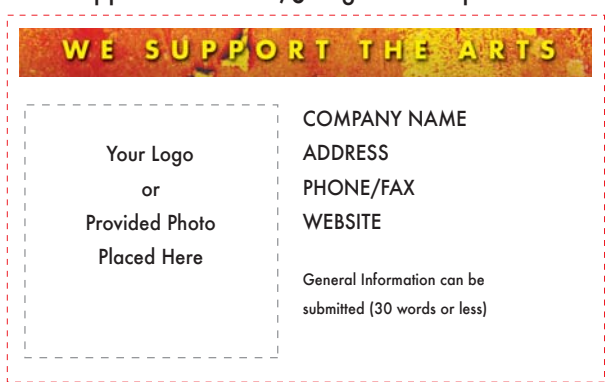 WE SUPPORT THE ARTS
Your Logo
or
Provided Photo
Placed Here
COMPANY NAME
ADDRESS
PHONE/FAX
WEBSITE
General Information can be
submitted (30 words or less)